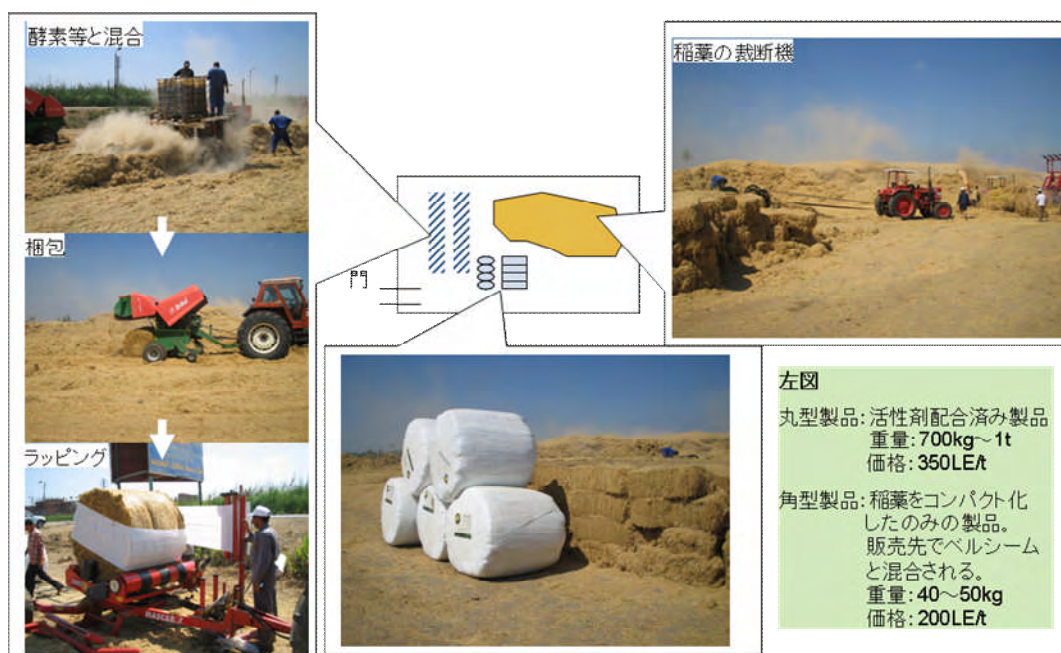 酵素等と混合
梱包
ラッピング
門
稲藁の裁断機
左図
丸型製品：活性剤配合済み製品
重量：700kg～1t
価格：350LE/t
角型製品：稲藁をコンパクト化
したのみの製品。
販売先でベルシーム
と混合される。
重量：40～50kg
価格：200LE/t